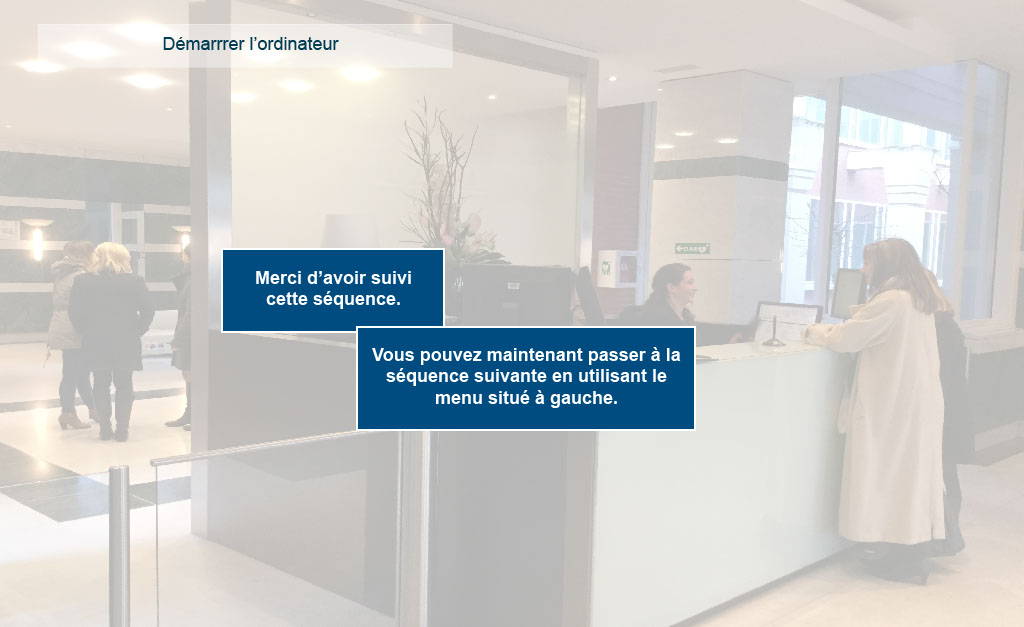 Démarrrer l’ordinateur
Merci d’avoir suivi
cette séquence.
Vous pouvez maintenant passer à la
séquence suivante en utilisant le
menu situé à gauche.